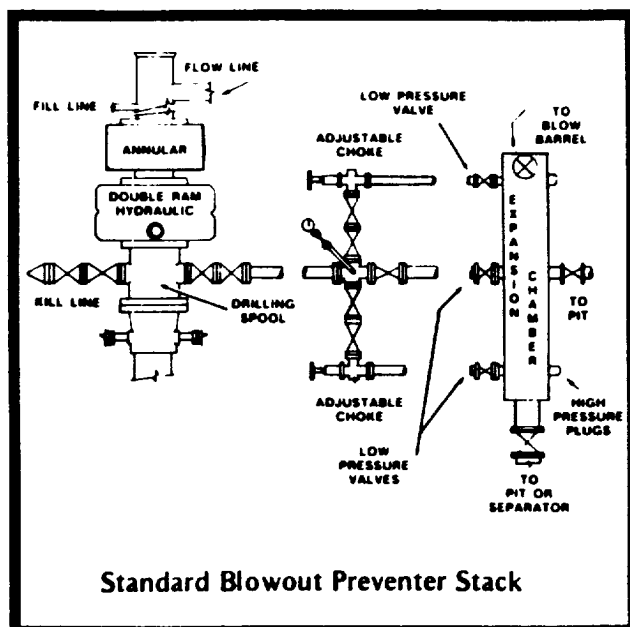 FLOW LINE
FILL LINE
ANNULAR
DOUBLE RAM
HYDRAULIC
KILL LINE
DRILLING
SPOOL
LOW PRESSURE
VALVE
ADJUSTABLE
CHOKE
TO
BLOW
BARREL
EXPANSION
CHAMBER
TO
PIT
ADJUSTABLE
CHOKE
HIGH
PRESSURE
PLUGS
LOW
PRESSURE
VALVES
TO
PIT OR
SEPARATOR
Standard Blowout Preventer Stack